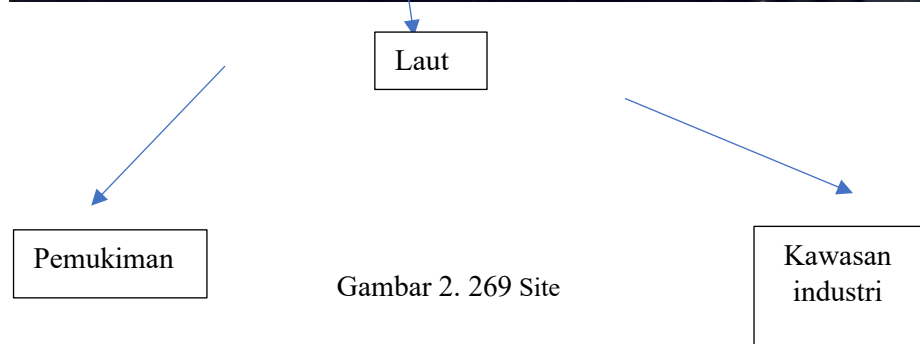 Laut
Pemukiman
Kawasan
industri
Gambar 2. 269 Site